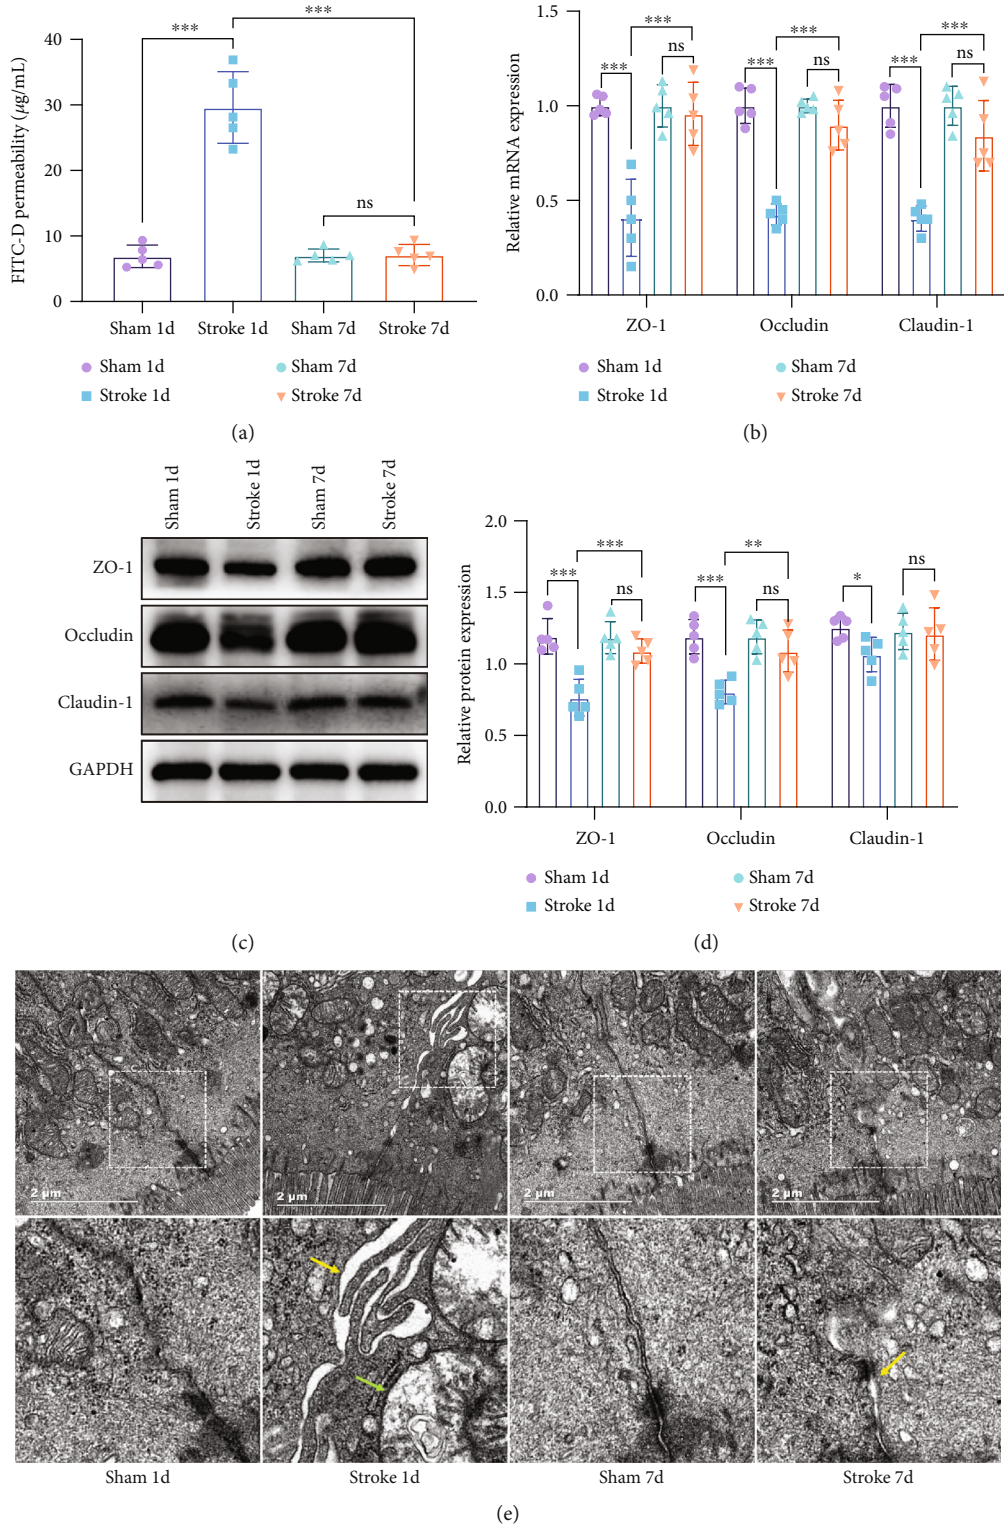 ***
***
40
30
20
10
0
FITC-D permeability (μg/mL)
ns
Sham 1d
Stroke 1d
Sham 7d
Stroke 7d
Sham 1d
Sham 7d
Stroke 1d
Stroke 7d
(a)
1.5
1.0
0.5
0.0
Relative mRNA expression
***
***
ns
***
***
ns
***
***
ns
ZO-1
Occludin
Claudin-1
Sham 1d
Sham 7d
Stroke 1d
Stroke 7d
(b)
Sham 1d
Stroke 1d
Sham 7d
Stroke 7d
ZO-1
Occludin
Claudin-1
GAPDH
(c)
2.0
1.5
1.0
0.5
0.0
Relative protein expression
***
***
ns
**
***
ns
*
ns
ZO-1
Occludin
Claudin-1
Sham 1d
Sham 7d
Stroke 1d
Stroke 7d
(d)
2 μm
2 μm
2 μm
2 μm
Sham 1d
Stroke 1d
Sham 7d
Stroke 7d
(e)